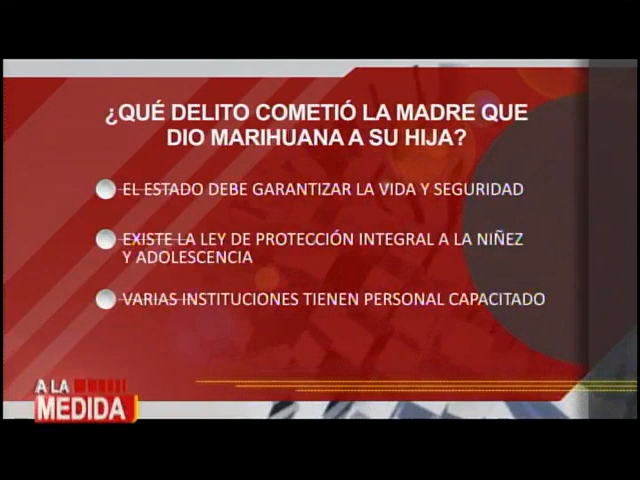 ¿QUÉ DELITO COMETIÓ LA MADRE QUE
DIO MARIHUANA A SU HIJA?
EL ESTADO DEBE GARANTIZAR LA VIDA Y SEGURIDAD
EXISTE LA LEY DE PROTECCIÓN INTEGRAL A LA NIÑEZ
Y ADOLESCENCIA
VARIAS INSTITUCIONES TIENEN PERSONAL CAPACITADO
A LA
MEDIDA